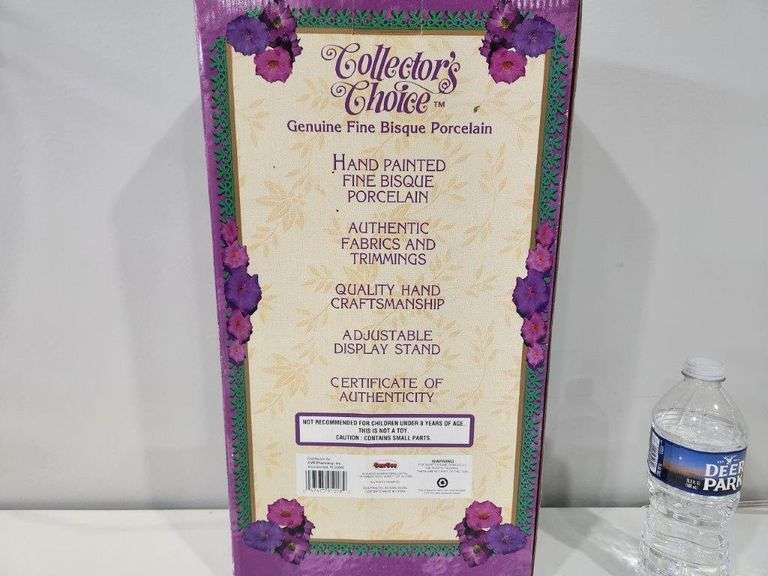 Collector's
Choice TM
Genuine Fine Bisque Porcelain
HAND PAINTED
FINE BISQUE
PORCELAIN
AUTHENTIC
FABRICS AND
TRIMMINGS
QUALITY HAND
CRAFTSMANSHIP
ADJUSTABLE
DISPLAY STAND
CERTIFICATE OF
AUTHENTICITY
NOT RECOMMENDED FOR CHILDREN UNDER 8 YEARS OF AGE.
THIS IS NOT A TOY.
CAUTION : CONTAINS SMALL PARTS.
WARNING
DEER
PARK